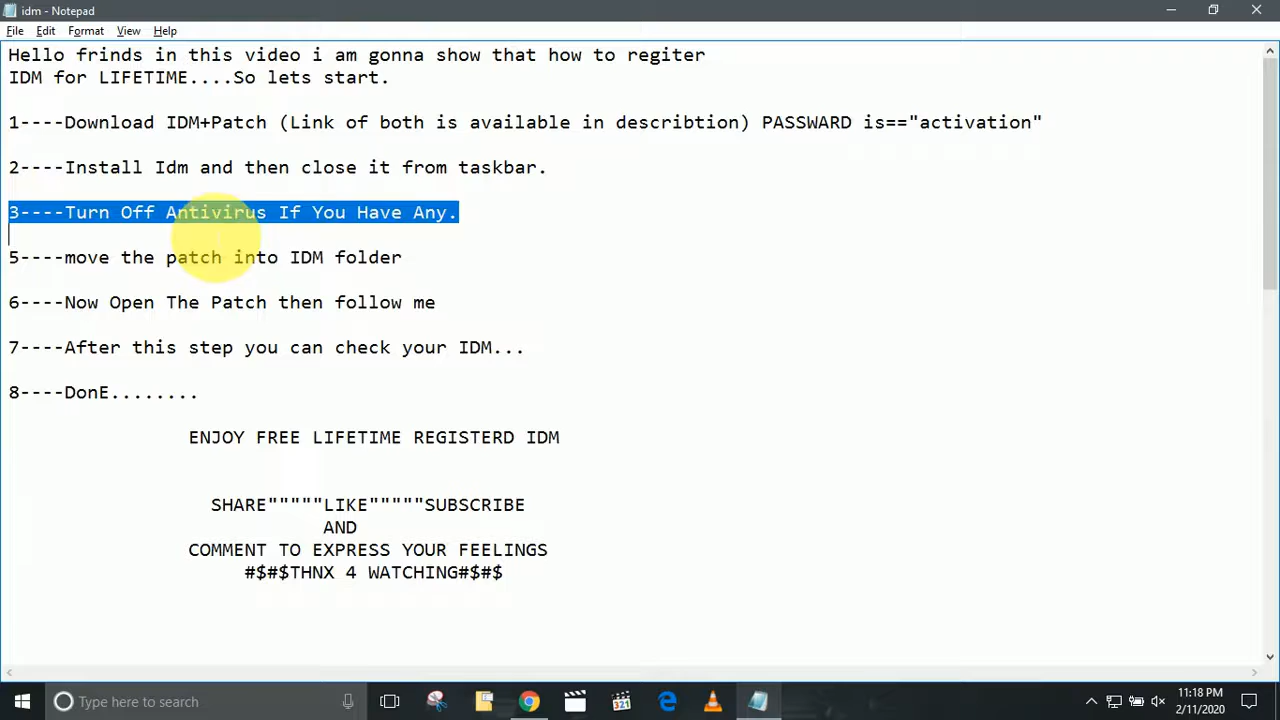 idm - Notepad
File Edit Format View Help
Hello frinds in this video i am gonna show that how to regiter
IDM for LIFETIME....So lets start.
1----Download IDM+Patch (Link of both is available in describtion) PASSWARD is=="activation"
2----Install Idm and then close it from taskbar.
3----Turn Off Antivirus If You Have Any.
5----move the patch into IDM folder
6----Now Open The Patch then follow me
7----After this step you can check your IDM...
8----DonE........
ENJOY FREE LIFETIME REGISTERD IDM
SHARE"""""LIKE"""""SUBSCRIBE
AND
COMMENT TO EXPRESS YOUR FEELINGS
#$#$THNX 4 WATCHING#$#$
Type here to search
321
11:18 PM
2/11/2020